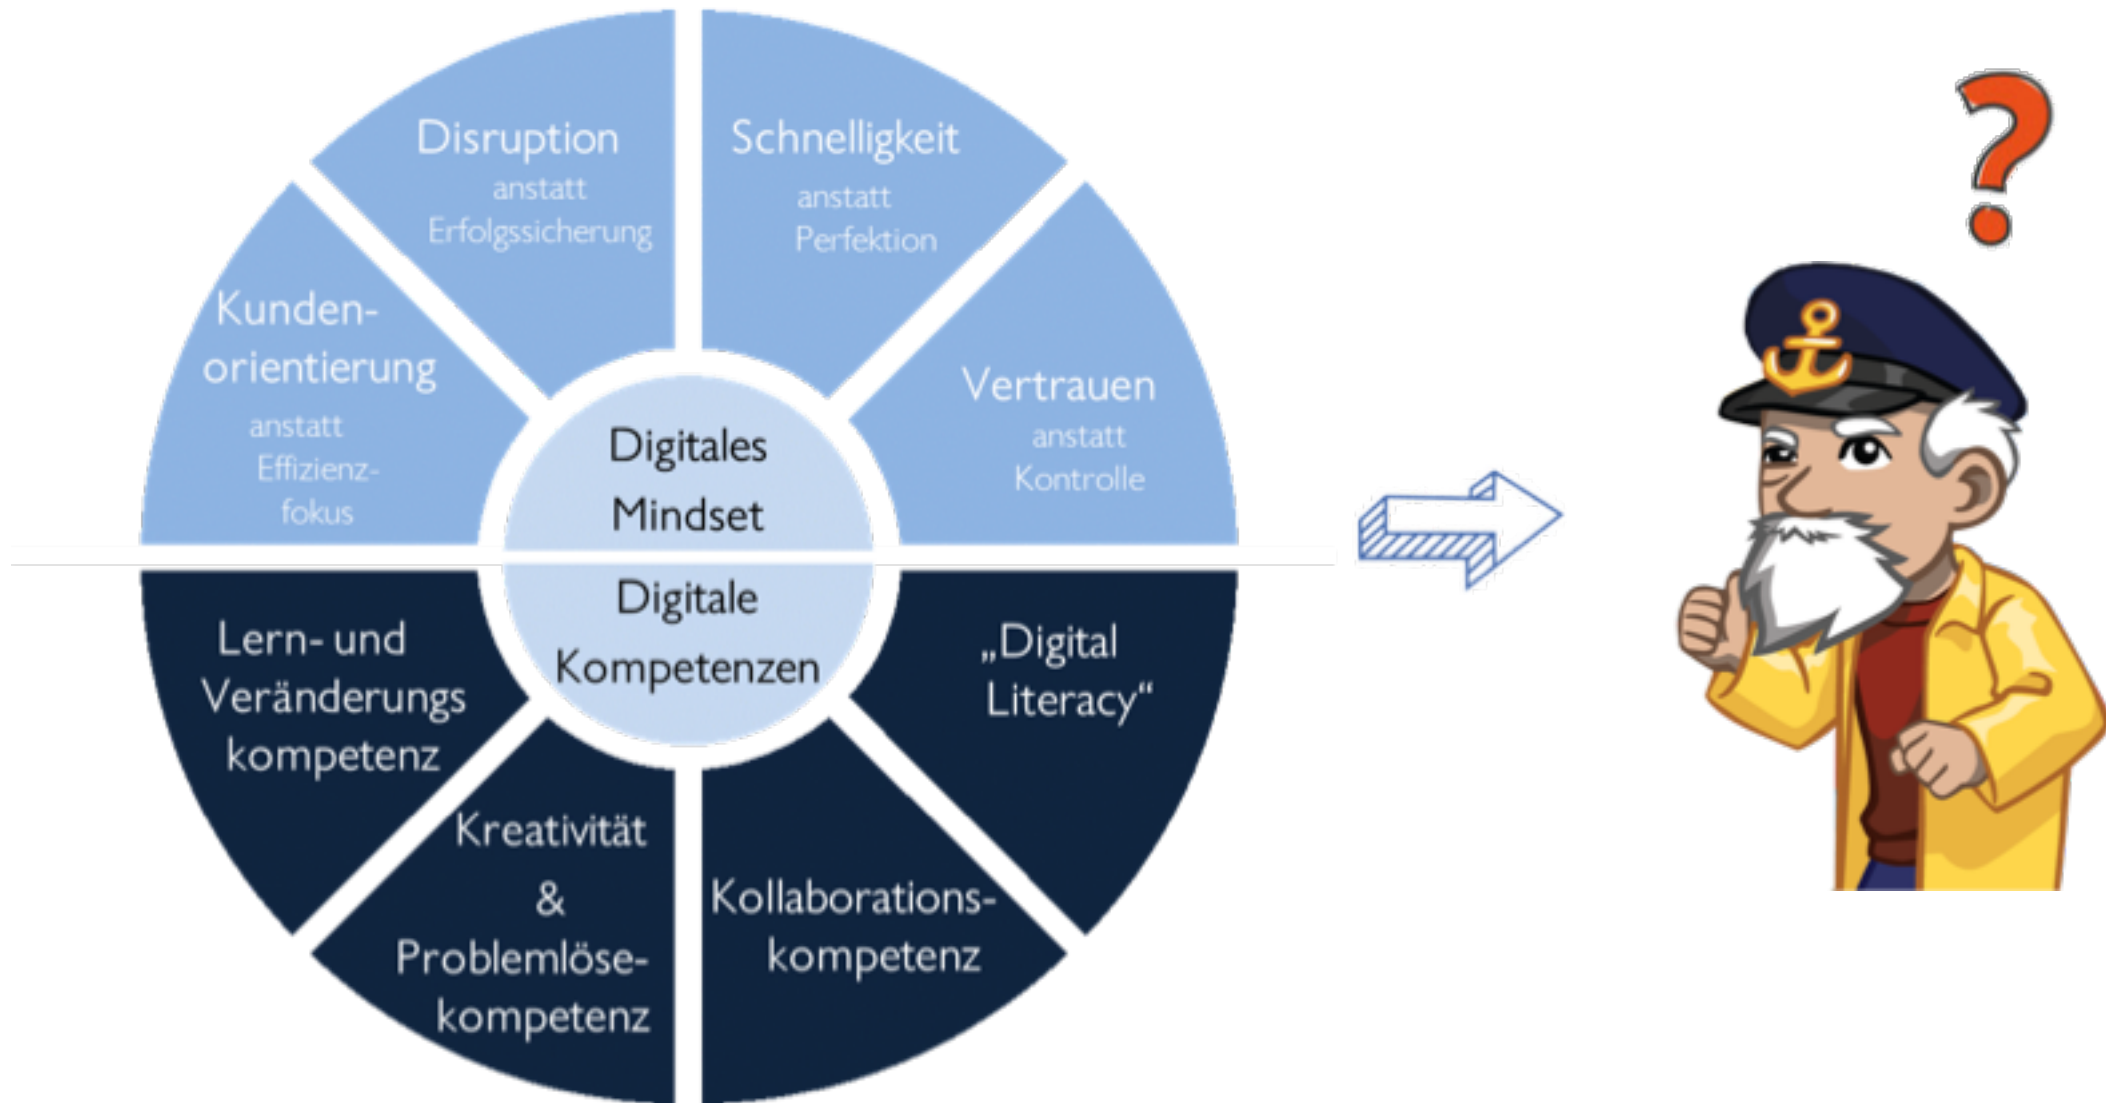 Disruption
anstatt
Erfolgssicherung
Schnelligkeit
anstatt
Perfektion
Kunden-
orientierung
anstatt
Effizienz-
fokus
Vertrauen
anstatt
Kontrolle
Digitales
Mindset
Digitale
Kompetenzen
Lern- und
Veränderungs
kompetenz
„Digital
Literacy“
Kreativität
&
Problemlöse-
kompetenz
Kollaborations-
kompetenz
?